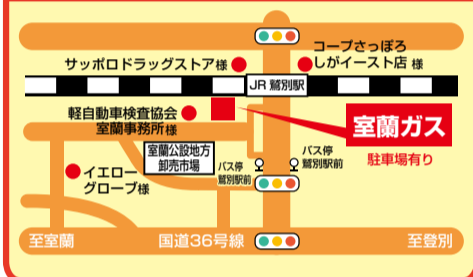 コープさっぽろ
しがイースト店 様
サッポロドラッグストア様
JR 鷲別駅
軽自動車検査協会
室蘭事務所様
室蘭ガス
駐車場有り
室蘭公設地方
卸売市場
バス停
鷲別駅前
バス停
鷲別駅前
イエロー
グローブ様
至室蘭
国道36号線
至登別